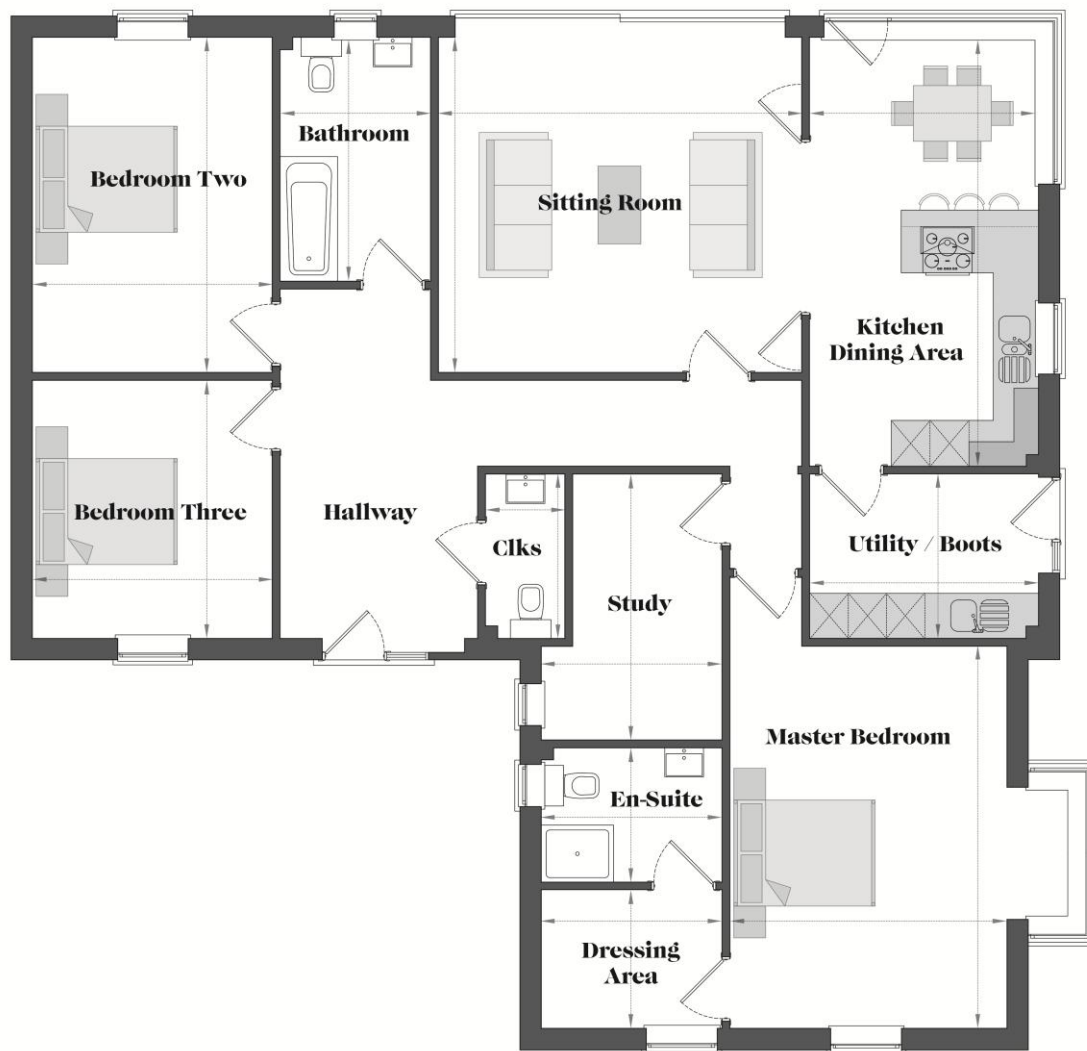 Bathroom
Bedroom Two
Sitting Room
Kitchen
Dining Area
Bedroom Three
Hallway
Clks
Utility / Boots
Study
Master Bedroom
En-Suite
Dressing
Area